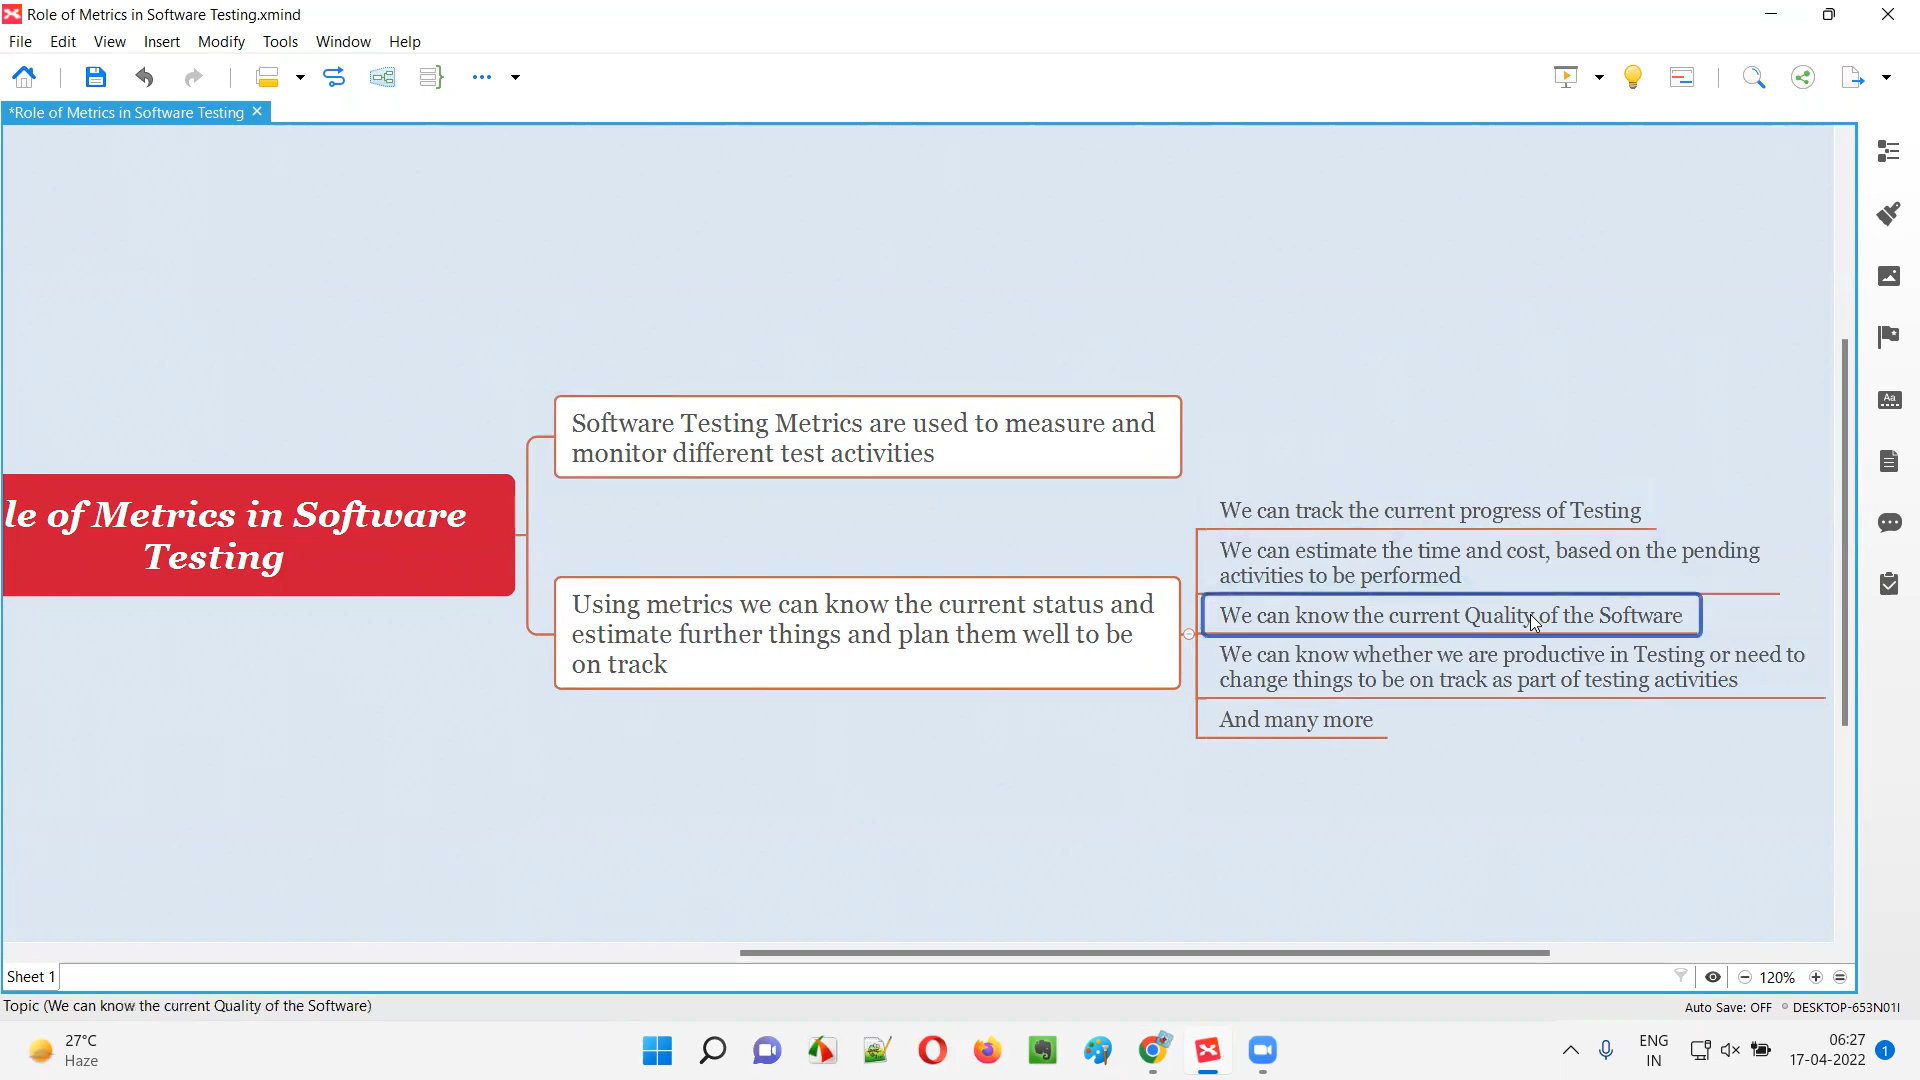 Role of Metrics in Software Testing.xmind
File Edit View Insert Modify Tools Window Help
*Role of Metrics in Software Testing
Software Testing Metrics are used to measure and
monitor different test activities
le of Metrics in Software
Testing
Using metrics we can know the current status and
estimate further things and plan them well to be
on track
We can track the current progress of Testing
We can estimate the time and cost, based on the pending
activities to be performed
We can know the current Quality of the Software
We can know whether we are productive in Testing or need to
change things to be on track as part of testing activities
And many more
Aa
Sheet 1
120%
Topic (We can know the current Quality of the Software)
Auto Save: OFF
DESKTOP-653N01I
27°C
Haze
ENG
IN
06:27
17-04-2022
1